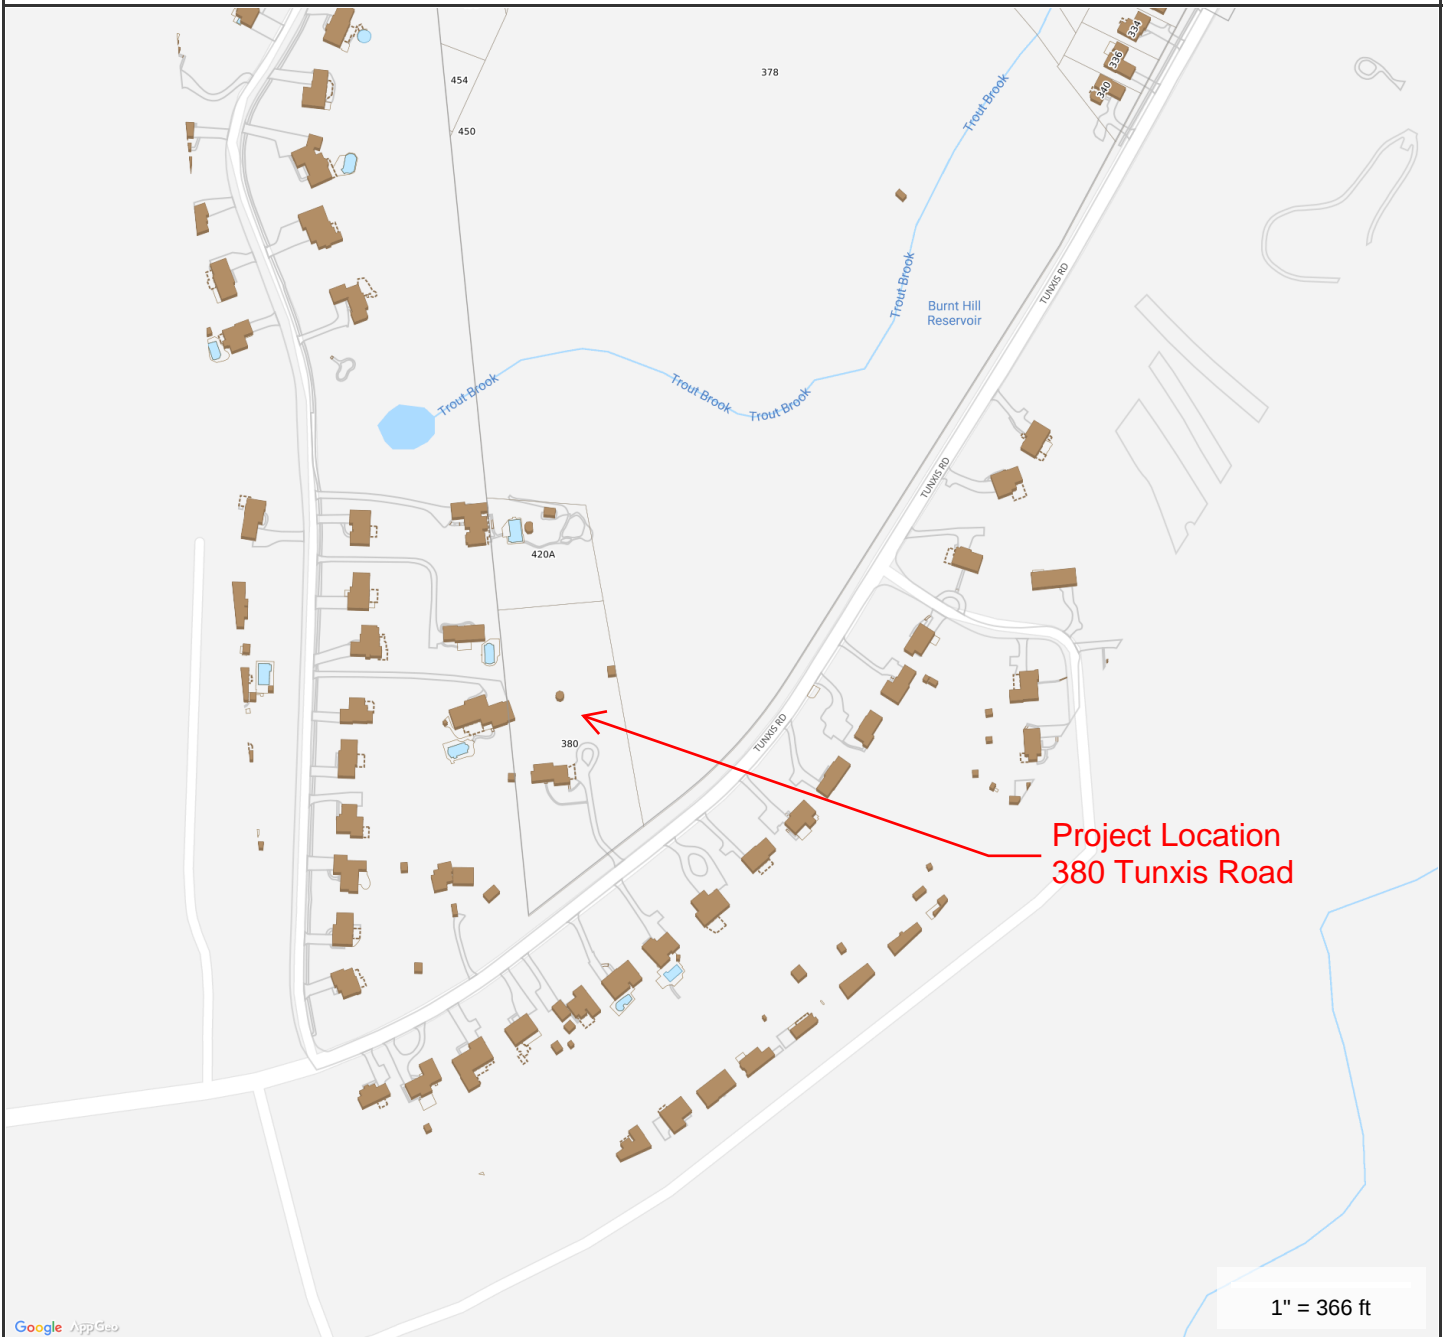 334
336
340
378
454
450
Trout Brook
Trout Brook
TUNXIS RD
Burnt Hill
Reservoir
Trout Brook
Trout Brook
Trout Brook
TUNXIS RD
420A
TUNXIS RD
380
Project Location
380 Tunxis Road
1" = 366 ft
Google AppGeo